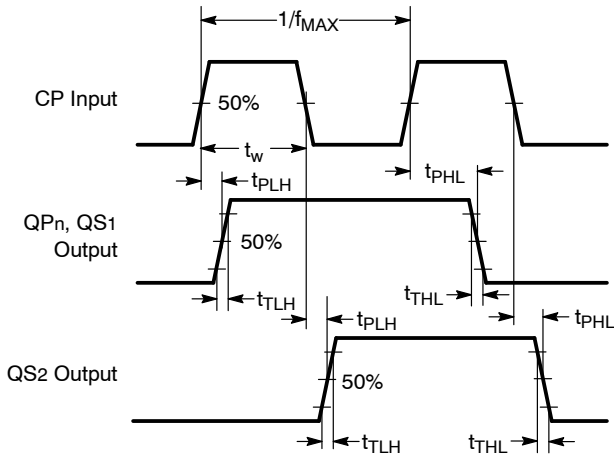 1/fMAX
CP Input
50%
tw
tPLH
tPHL
QPn, QS1
Output
50%
tTLH
tTHL
tPLH
tPHL
QS2 Output
50%
tTLH
tTHL